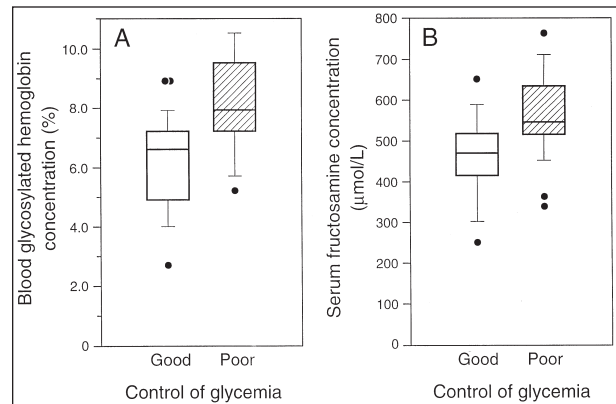 A
Blood glycosylated hemoglobin
concentration (%)
10.0
8.0
6.0
4.0
2.0
0
Good Poor
Control of glycemia
B
Serum fructosamine concentration
(μmol/L)
800
700
600
500
400
300
200
100
0
Good Poor
Control of glycemia